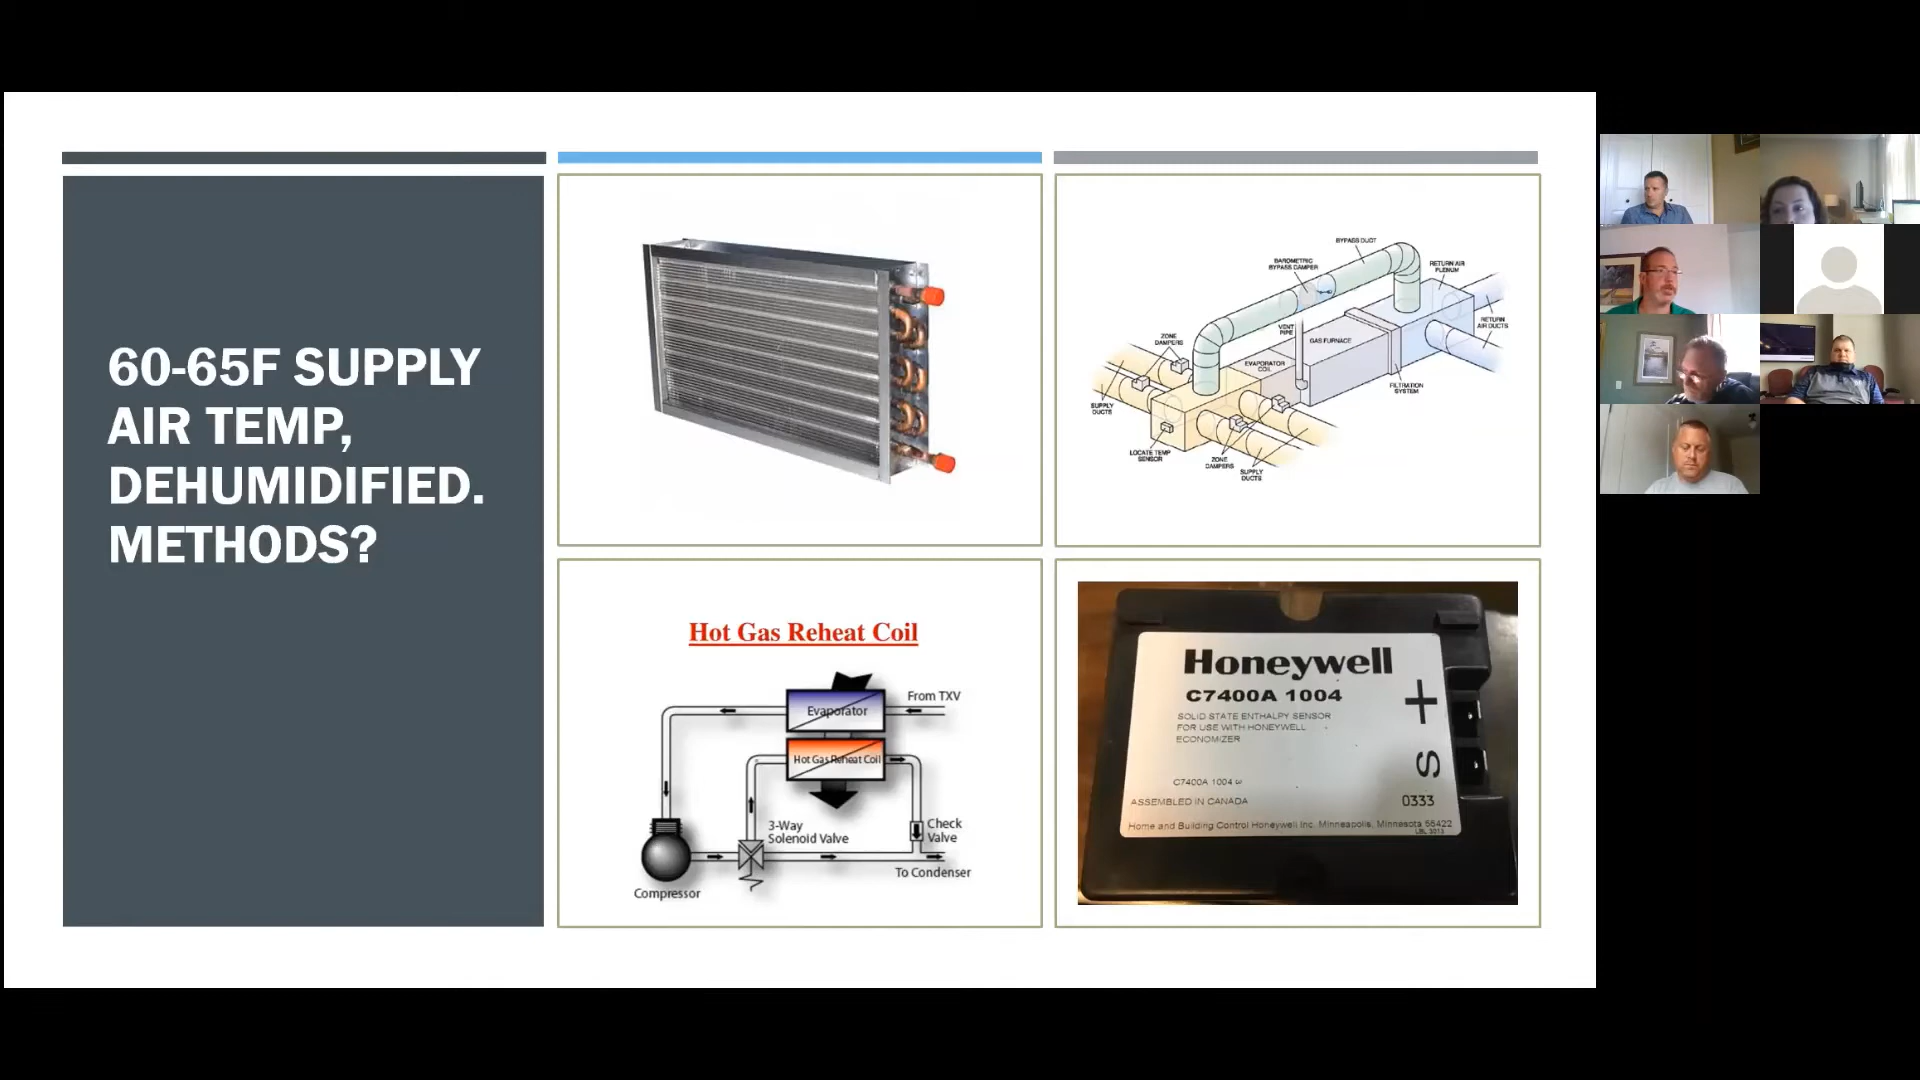 60-65F SUPPLY
AIR TEMP,
DEHUMIDIFIED.
METHODS?
BYPASS DUCT
BAROMETRIC
BYPASS DAMPER
RETURN AIR
PLENUM
VENT
PIPE
RETURN
AIR DUCTS
ZONE
DAMPERS
GAS FURNACE
EVAPORATOR
COIL
FILTRATION
SYSTEM
SUPPLY
DUCTS
LOCATE TEMP
SENSOR
ZONE
DAMPERS
SUPPLY
DUCTS
Hot Gas Reheat Coil
From TXV
Evaporator
Hot Gas Reheat Coil
3-Way
Solenoid Valve
Check
Valve
To Condenser
Compressor
Honeywell
C7400A 1004
SOLID STATE ENTHALPY SENSOR
FOR USE WITH HONEYWELL
ECONOMIZER
+
S
C7400A 1004
ASSEMBLED IN CANADA
0333
Home and Building Control Honeywell Inc. Minneapolis, Minnesota 55422